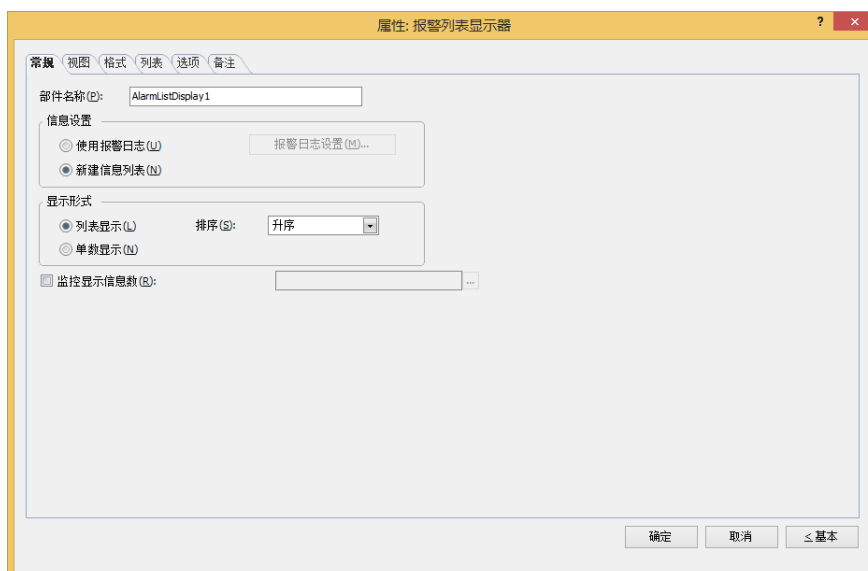 属性: 报警列表显示器
? ×
常规 视图 格式 列表 选项 备注
部件名称(P): AlarmListDisplay1
信息设置
使用报警日志(U) 报警日志设置(M)...
新建信息列表(N)
显示形式
列表显示(L) 排序(S): 升序
单数显示(N)
监控显示信息数(R): ...
确定 取消 <基本